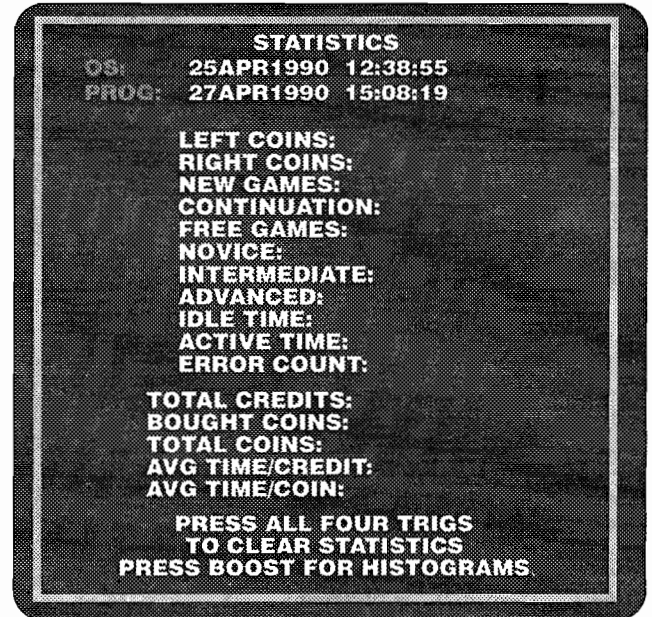 STATISTICS
OS: 25APR1990 12:38:55
PROG: 27APR1990 15:08:19
LEFT COINS:
RIGHT COINS:
NEW GAMES:
CONTINUATION:
FREE GAMES:
NOVICE:
INTERMEDIATE:
ADVANCED:
IDLE TIME:
ACTIVE TIME:
ERROR COUNT:
TOTAL CREDITS:
BOUGHT COINS:
TOTAL COINS:
AVG TIME/CREDIT:
AVG TIME/COIN:
PRESS ALL FOUR TRIGS
TO CLEAR STATISTICS
PRESS BOOST FOR HISTOGRAMS